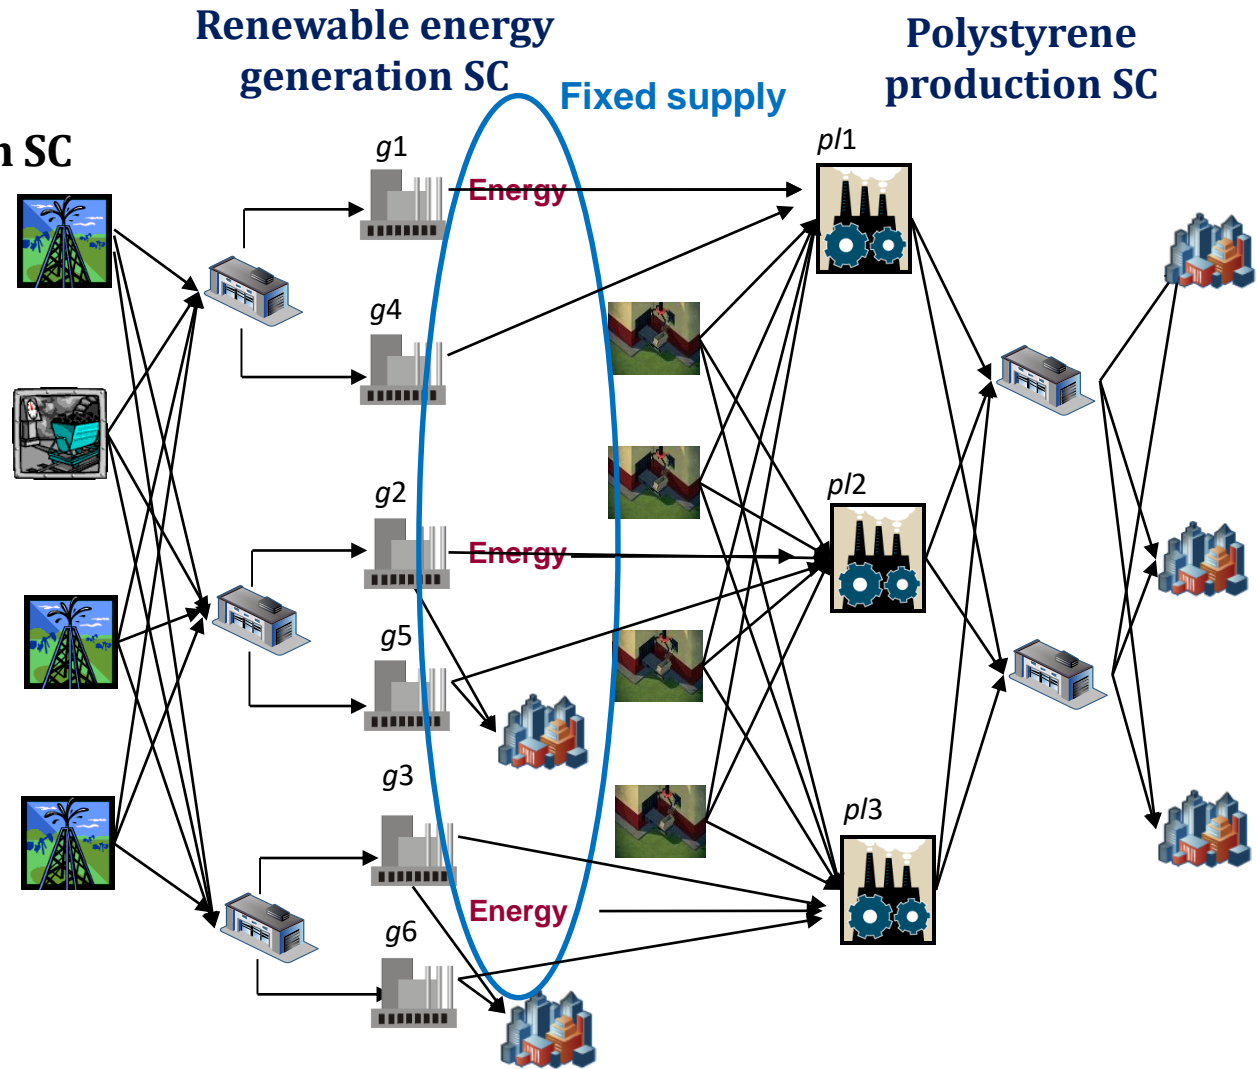 Renewable energy
generation SC
Polystyrene
production SC
Fixed supply
n SC
g1
Energy
pl1
g4
g2
Energy
pl2
g5
g3
pl3
Energy
g6